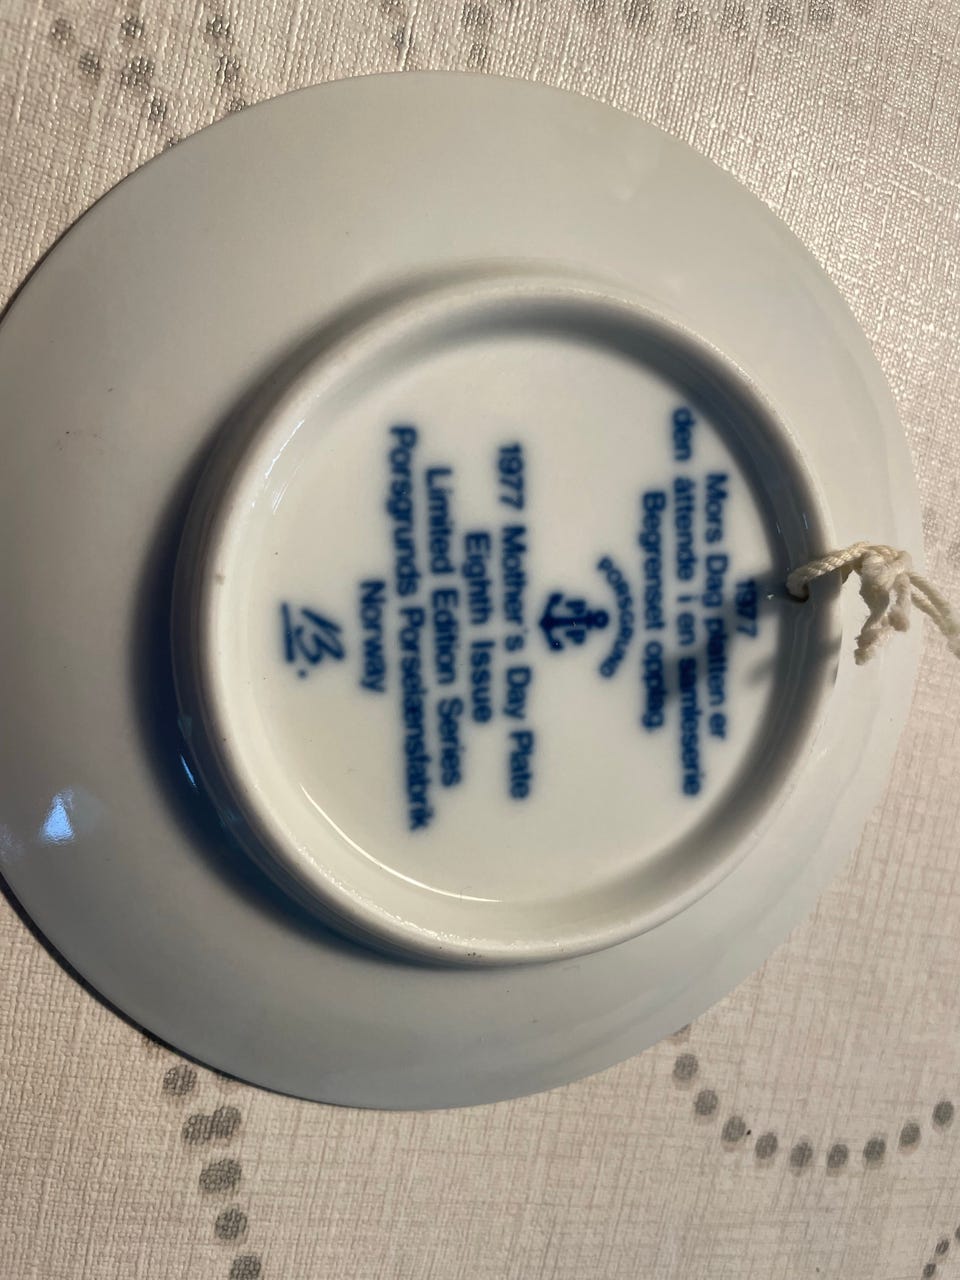 1977
Mors Dag platten er
den åttende i en samleserie
Begrenset opplag
PORSGRUND
PP
1977 Mother's Day Plate
Eighth Issue
Limited Edition Series
Porsgrunds Porselænsfabrik
Norway